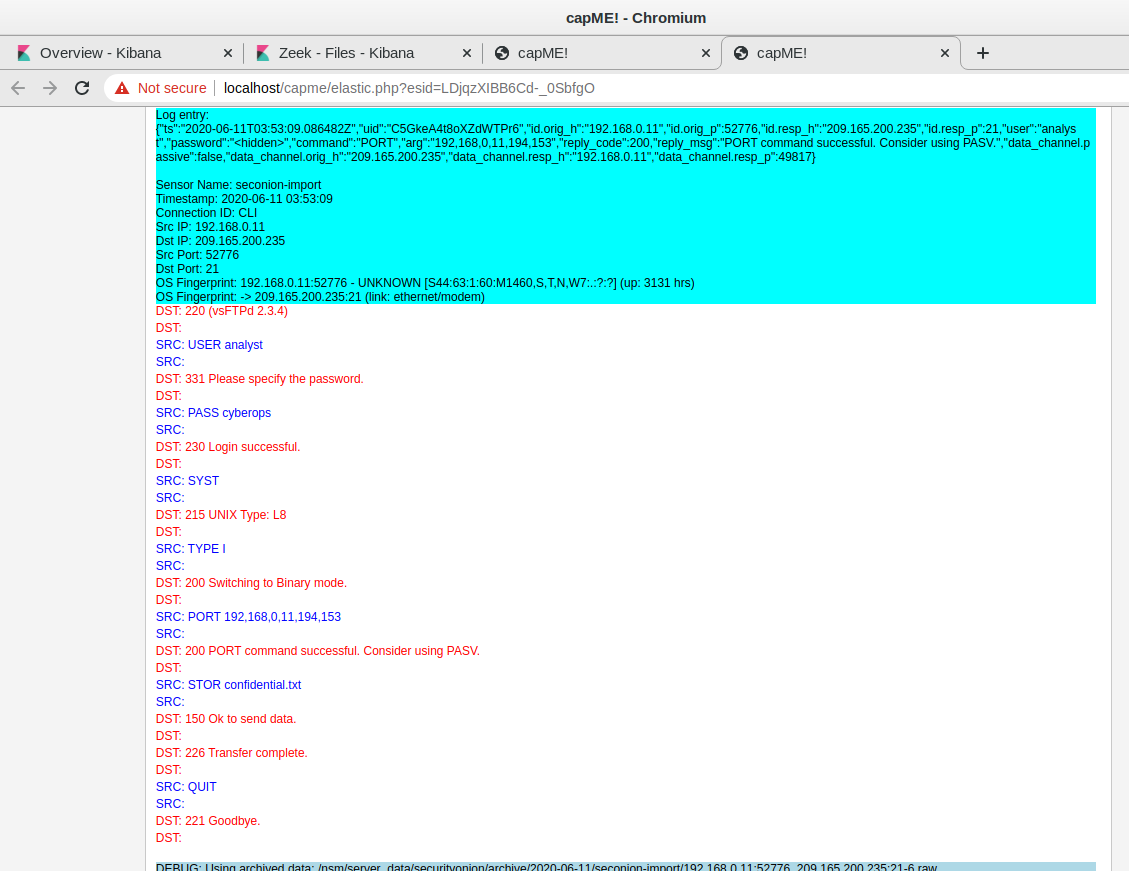 capME! - Chromium
Overview - Kibana
Zeek - Files - Kibana
capME!
capME!
Not secure
localhost/capme/elastic.php?esid=LDjqzXIBB6Cd-_0SbfgO
Log entry:
{"ts":"2020-06-11T03:53:09.086482Z","uid":"C5GkeA4t8oXZdWTPr6","id.orig_h":"192.168.0.11","id.orig_p":52776,"id.resp_h":"209.165.200.235","id.resp_p":21,"user":"analys
t","password":"<hidden>","command":"PORT","arg":"192,168,0,11,194,153","reply_code":200,"reply_msg":"PORT command successful. Consider using PASV.","data_channel.p
assive":false,"data_channel.orig_h":"209.165.200.235","data_channel.resp_h":"192.168.0.11","data_channel.resp_p":49817}
Sensor Name: seconion-import
Timestamp: 2020-06-11 03:53:09
Connection ID: CLI
Src IP: 192.168.0.11
Dst IP: 209.165.200.235
Src Port: 52776
Dst Port: 21
OS Fingerprint: 192.168.0.11:52776 - UNKNOWN [S44:63:1:60:M1460,S,T,N,W7:.:?:?] (up: 3131 hrs)
OS Fingerprint: -> 209.165.200.235:21 (link: ethernet/modem)
DST: 220 (vsFTPd 2.3.4)
DST:
SRC: USER analyst
SRC:
DST: 331 Please specify the password.
DST:
SRC: PASS cyberops
SRC:
DST: 230 Login successful.
DST:
SRC: SYST
SRC:
DST: 215 UNIX Type: L8
DST:
SRC: TYPE I
SRC:
DST: 200 Switching to Binary mode.
DST:
SRC: PORT 192,168,0,11,194,153
SRC:
DST: 200 PORT command successful. Consider using PASV.
DST:
SRC: STOR confidential.txt
SRC:
DST: 150 Ok to send data.
DST:
DST: 226 Transfer complete.
DST:
SRC: QUIT
SRC:
DST: 221 Goodbye.
DST:
DEBUG: Using archived data: /nsm/server_data/securityonion/archive/2020-06-11/seconion-import/192.168.0.11:52776_209.165.200.235:21-6.raw